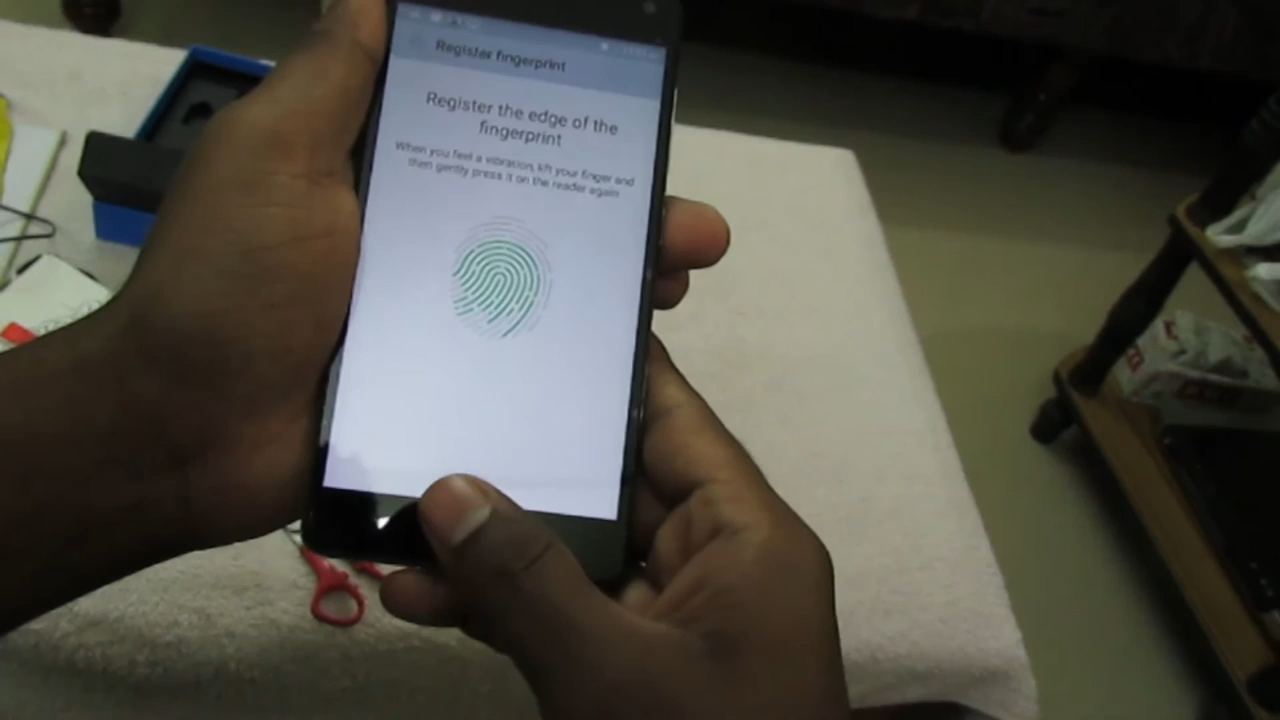 Register fingerprint
Register the edge of the
fingerprint
When you feel a vibration, lift your finger and
then gently press it on the reader again